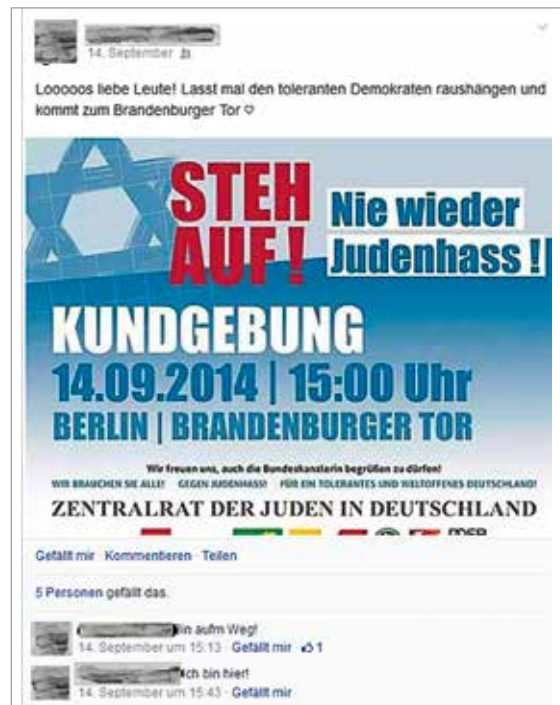 14. September
Looooos liebe Leute! Lasst mal den toleranten Demokraten raushängen und
kommt zum Brandenburger Tor ♡
STEH
AUF!
Nie wieder
Judenhass!
KUNDGEBUNG
14.09.2014 | 15:00 Uhr
BERLIN | BRANDENBURGER TOR
Wir freuen uns, auch die Bundeskanzlerin begrüßen zu dürfen!
WIR BRAUCHEN SIE ALLE! GEGEN JUDENHASS! FÜR EIN TOLERANTES UND WELTOFFENES DEUTSCHLAND!
ZENTRALRAT DER JUDEN IN DEUTSCHLAND
Gefällt mir · Kommentieren · Teilen
5 Personen gefällt das.
in aufm Weg!
14. September um 15:13 · Gefällt mir · 1
ch bin hier!
14. September um 15:43 · Gefällt mir